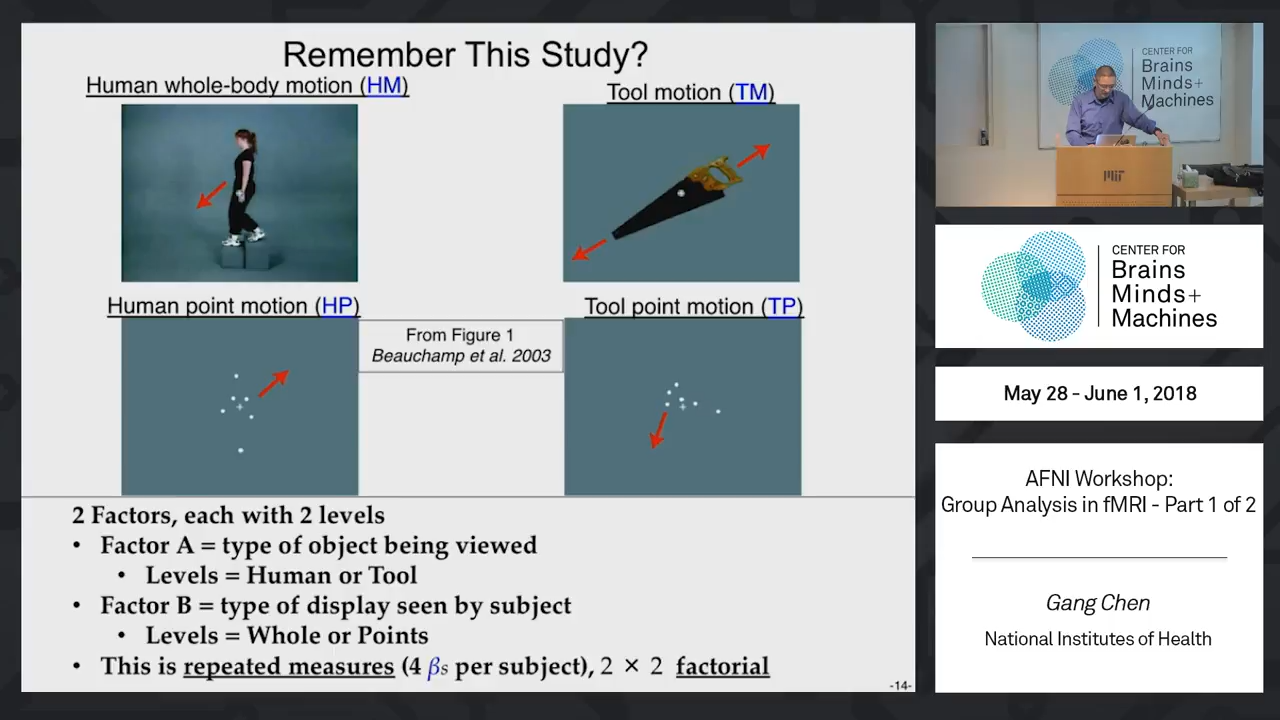 Remember This Study?
Human whole-body motion (HM)
Tool motion (TM)
Human point motion (HP)
Tool point motion (TP)
From Figure 1
Beauchamp et al. 2003
2 Factors, each with 2 levels
• Factor A = type of object being viewed
• Levels = Human or Tool
• Factor B = type of display seen by subject
• Levels = Whole or Points
• This is repeated measures (4 βs per subject), 2 × 2 factorial
-14-
CENTER FOR
Brains
Minds+
Machines
MIT
CENTER FOR
Brains
Minds+
Machines
May 28 - June 1, 2018
AFNI Workshop:
Group Analysis in fMRI - Part 1 of 2
Gang Chen
National Institutes of Health